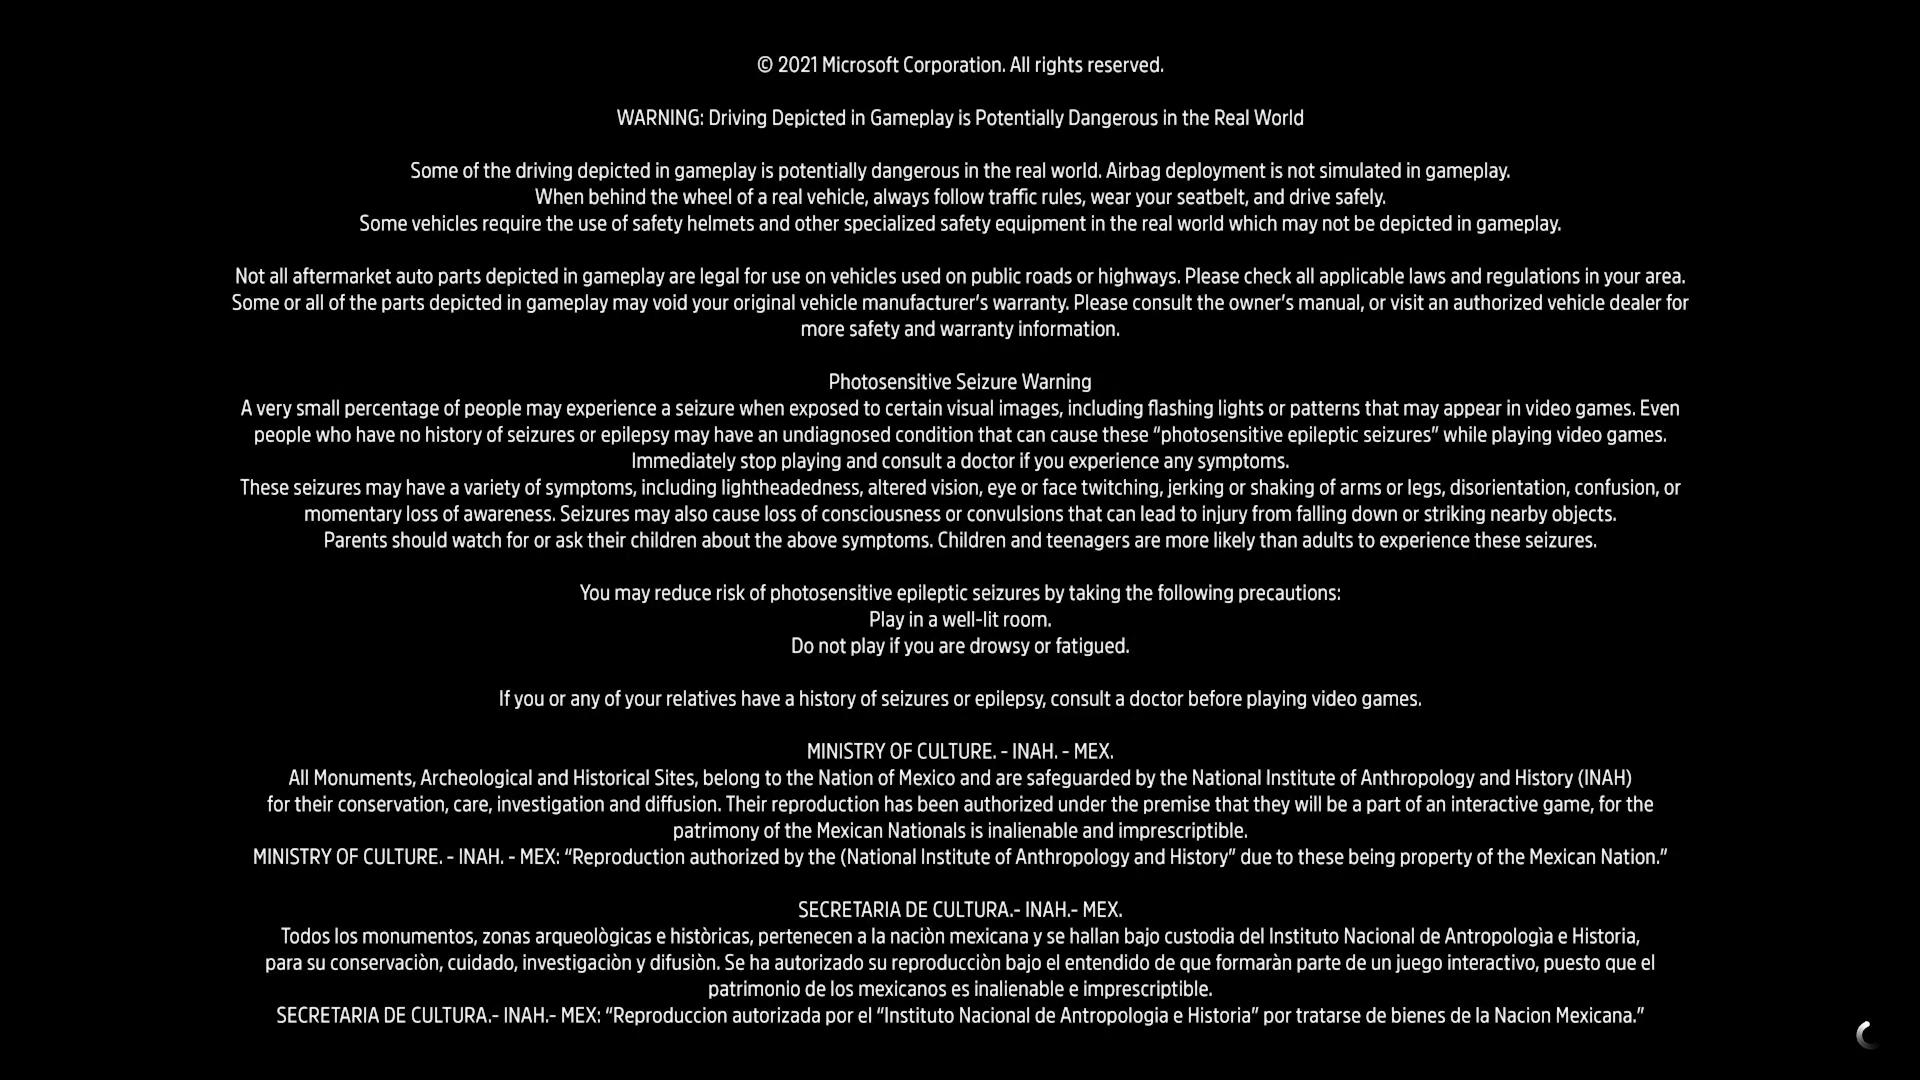 © 2021 Microsoft Corporation. All rights reserved.
WARNING: Driving Depicted in Gameplay is Potentially Dangerous in the Real World
Some of the driving depicted in gameplay is potentially dangerous in the real world. Airbag deployment is not simulated in gameplay.
When behind the wheel of a real vehicle, always follow traffic rules, wear your seatbelt, and drive safely.
Some vehicles require the use of safety helmets and other specialized safety equipment in the real world which may not be depicted in gameplay.
Not all aftermarket auto parts depicted in gameplay are legal for use on vehicles used on public roads or highways. Please check all applicable laws and regulations in your area.
Some or all of the parts depicted in gameplay may void your original vehicle manufacturer’s warranty. Please consult the owner’s manual, or visit an authorized vehicle dealer for
more safety and warranty information.
Photosensitive Seizure Warning
A very small percentage of people may experience a seizure when exposed to certain visual images, including flashing lights or patterns that may appear in video games. Even
people who have no history of seizures or epilepsy may have an undiagnosed condition that can cause these “photosensitive epileptic seizures” while playing video games.
Immediately stop playing and consult a doctor if you experience any symptoms.
These seizures may have a variety of symptoms, including lightheadedness, altered vision, eye or face twitching, jerking or shaking of arms or legs, disorientation, confusion, or
momentary loss of awareness. Seizures may also cause loss of consciousness or convulsions that can lead to injury from falling down or striking nearby objects.
Parents should watch for or ask their children about the above symptoms. Children and teenagers are more likely than adults to experience these seizures.
You may reduce risk of photosensitive epileptic seizures by taking the following precautions:
Play in a well-lit room.
Do not play if you are drowsy or fatigued.
If you or any of your relatives have a history of seizures or epilepsy, consult a doctor before playing video games.
MINISTRY OF CULTURE. - INAH. - MEX.
All Monuments, Archeological and Historical Sites, belong to the Nation of Mexico and are safeguarded by the National Institute of Anthropology and History (INAH)
for their conservation, care, investigation and diffusion. Their reproduction has been authorized under the premise that they will be a part of an interactive game, for the
patrimony of the Mexican Nationals is inalienable and imprescriptible.
MINISTRY OF CULTURE. - INAH. - MEX: “Reproduction authorized by the (National Institute of Anthropology and History” due to these being property of the Mexican Nation.”
SECRETARIA DE CULTURA.- INAH.- MEX.
Todos los monumentos, zonas arqueològicas e històricas, pertenecen a la naciòn mexicana y se hallan bajo custodia del Instituto Nacional de Antropologìa e Historia,
para su conservaciòn, cuidado, investigaciòn y difusiòn. Se ha autorizado su reproducciòn bajo el entendido de que formaràn parte de un juego interactivo, puesto que el
patrimonio de los mexicanos es inalienable e imprescriptible.
SECRETARIA DE CULTURA.- INAH.- MEX: “Reproduccion autorizada por el “Instituto Nacional de Antropologia e Historia” por tratarse de bienes de la Nacion Mexicana.”